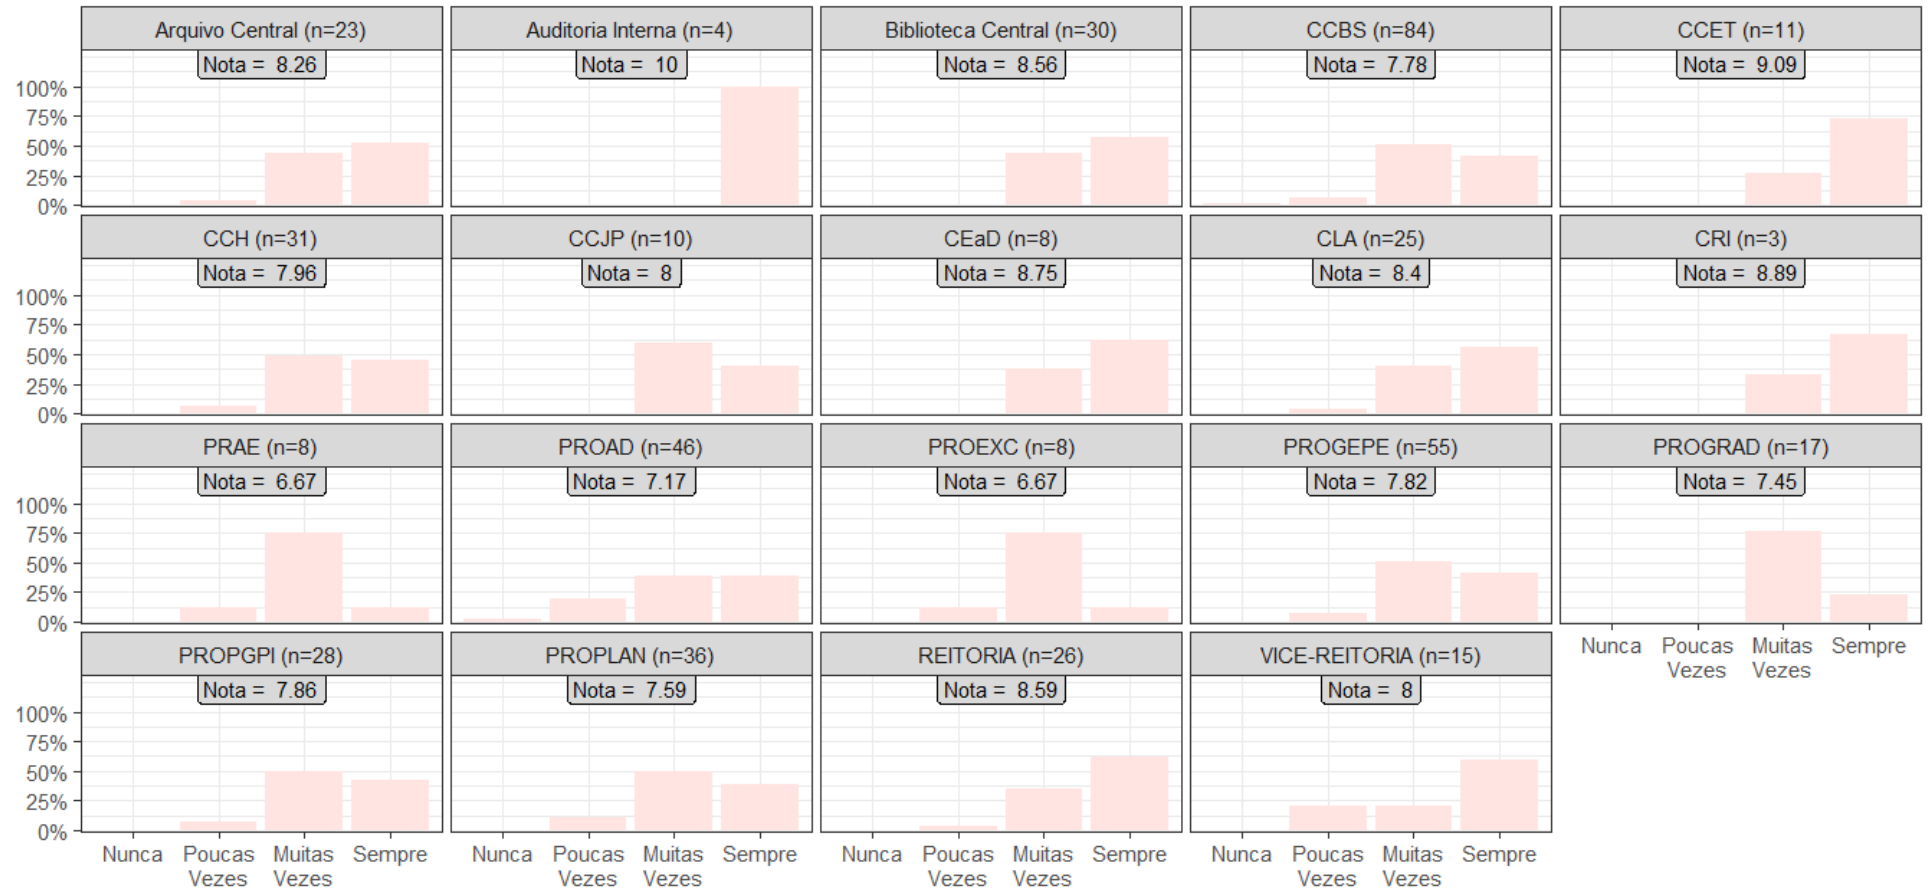 Arquivo Central (n=23)
Auditoria Interna (n=4)
Biblioteca Central (n=30)
CCBS (n=84)
CCET (n=11)
Nota = 8.26
Nota = 10
Nota = 8.56
Nota = 7.78
Nota = 9.09
100%
75%
50%
25%
0%
CCH (n=31)
CCJP (n=10)
CEaD (n=8)
CLA (n=25)
CRI (n=3)
Nota = 7.96
Nota = 8
Nota = 8.75
Nota = 8.4
Nota = 8.89
100%
75%
50%
25%
0%
PRAE (n=8)
PROAD (n=46)
PROEXC (n=8)
PROGEPE (n=55)
PROGRAD (n=17)
Nota = 6.67
Nota = 7.17
Nota = 6.67
Nota = 7.82
Nota = 7.45
100%
75%
50%
25%
0%
Nunca
Poucas
Vezes
Muitas
Vezes
Sempre
PROPGPI (n=28)
PROPLAN (n=36)
REITORIA (n=26)
VICE-REITORIA (n=15)
Nota = 7.86
Nota = 7.59
Nota = 8.59
Nota = 8
100%
75%
50%
25%
0%
Nunca
Poucas
Vezes
Muitas
Vezes
Sempre
Nunca
Poucas
Vezes
Muitas
Vezes
Sempre
Nunca
Poucas
Vezes
Muitas
Vezes
Sempre
Nunca
Poucas
Vezes
Muitas
Vezes
Sempre